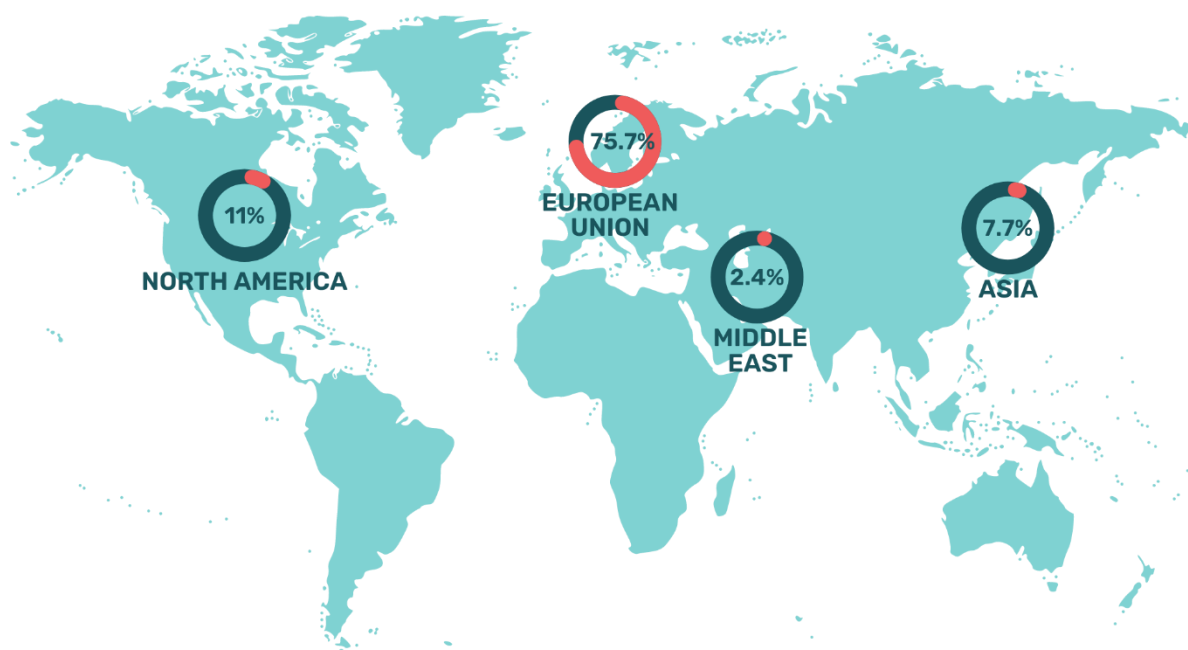 75.7%
EUROPEAN
UNION
11%
NORTH AMERICA
7.7%
ASIA
2.4%
MIDDLE
EAST